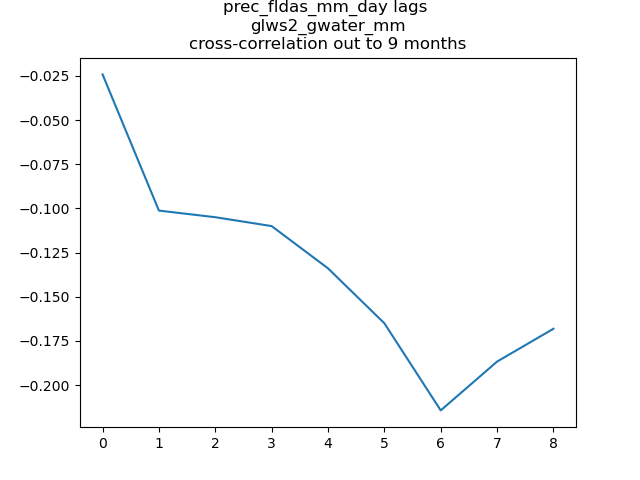 prec_fldas_mm_day lags
glws2_gwater_mm
cross-correlation out to 9 months
−0.025
−0.050
−0.075
−0.100
−0.125
−0.150
−0.175
−0.200
0 1 2 3 4 5 6 7 8